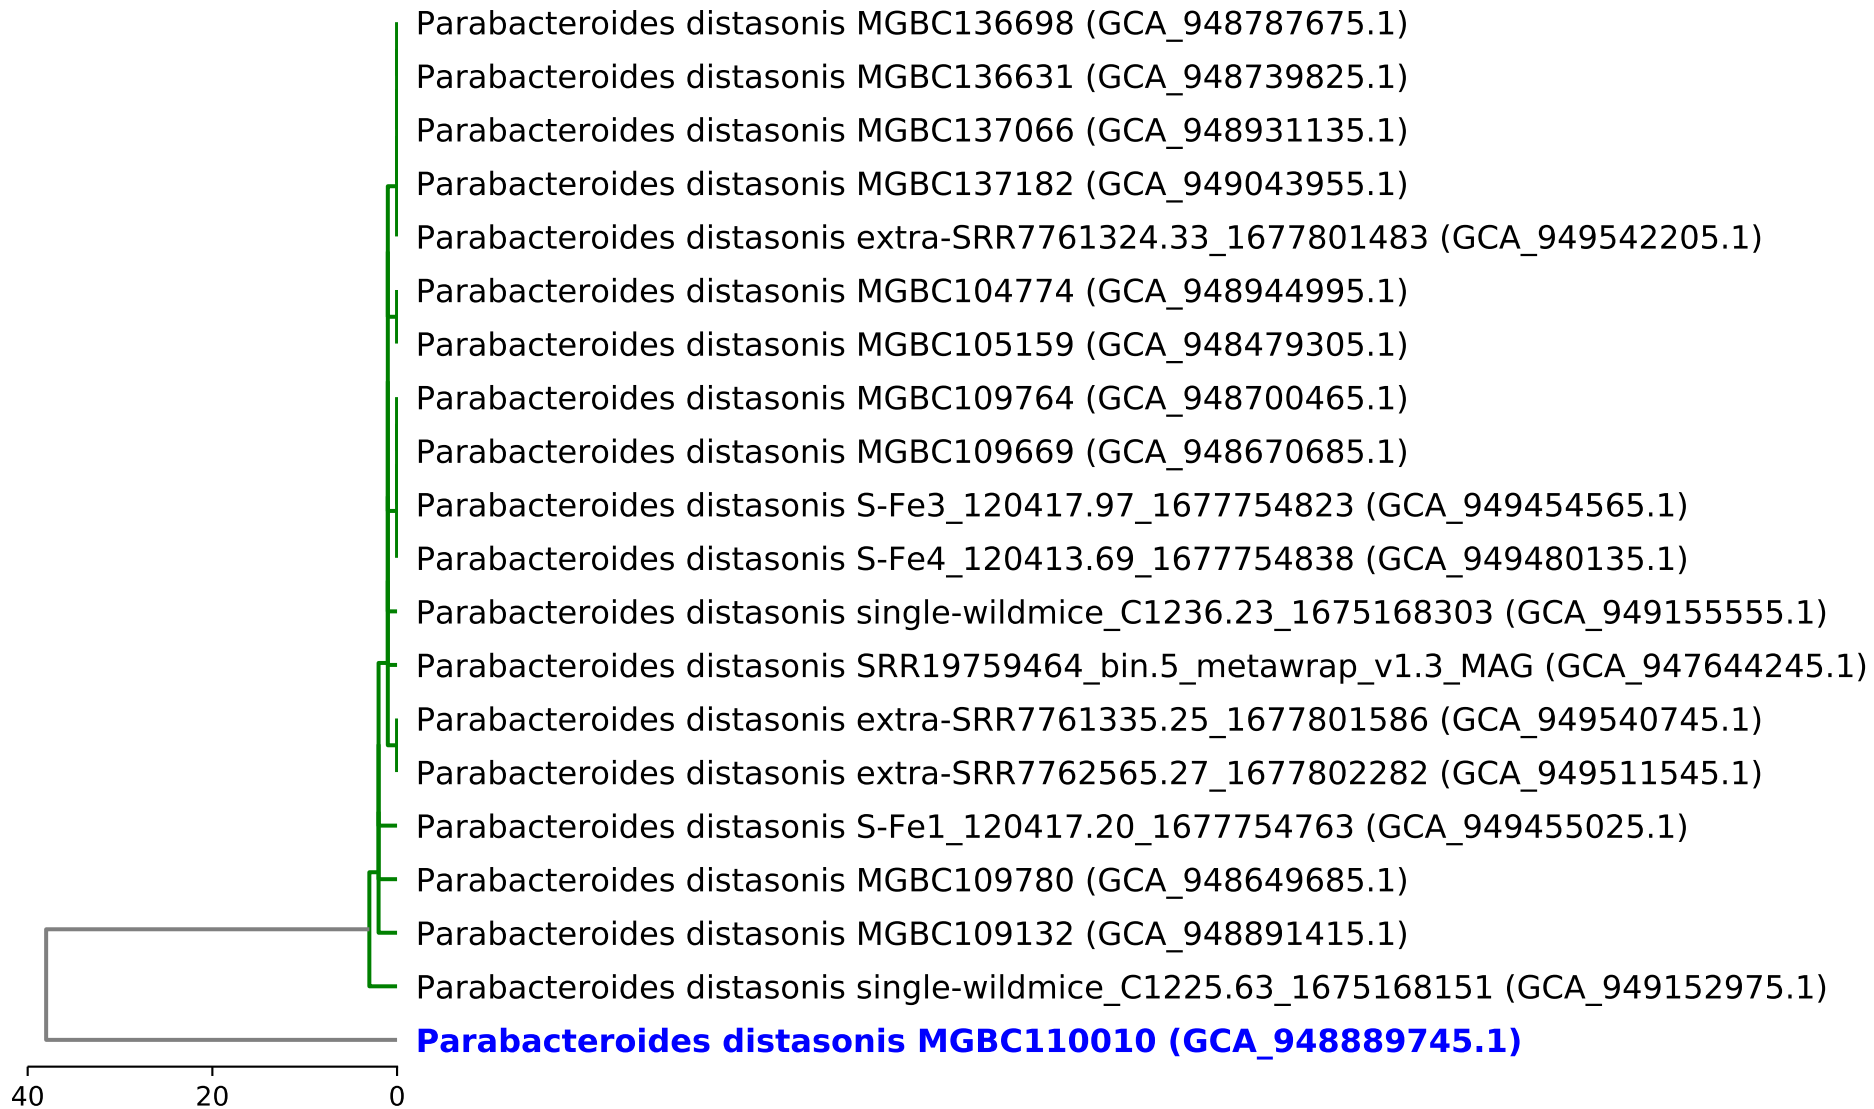 Parabacteroides distasonis MGBC136698 (GCA_948787675.1)
Parabacteroides distasonis MGBC136631 (GCA_948739825.1)
Parabacteroides distasonis MGBC137066 (GCA_948931135.1)
Parabacteroides distasonis MGBC137182 (GCA_949043955.1)
Parabacteroides distasonis extra-SRR7761324.33_1677801483 (GCA_949542205.1)
Parabacteroides distasonis MGBC104774 (GCA_948944995.1)
Parabacteroides distasonis MGBC105159 (GCA_948479305.1)
Parabacteroides distasonis MGBC109764 (GCA_948700465.1)
Parabacteroides distasonis MGBC109669 (GCA_948670685.1)
Parabacteroides distasonis S-Fe3_120417.97_1677754823 (GCA_949454565.1)
Parabacteroides distasonis S-Fe4_120413.69_1677754838 (GCA_949480135.1)
Parabacteroides distasonis single-wildmice_C1236.23_1675168303 (GCA_949155555.1)
Parabacteroides distasonis SRR19759464_bin.5_metawrap_v1.3_MAG (GCA_947644245.1)
Parabacteroides distasonis extra-SRR7761335.25_1677801586 (GCA_949540745.1)
Parabacteroides distasonis extra-SRR7762565.27_1677802282 (GCA_949511545.1)
Parabacteroides distasonis S-Fe1_120417.20_1677754763 (GCA_949455025.1)
Parabacteroides distasonis MGBC109780 (GCA_948649685.1)
Parabacteroides distasonis MGBC109132 (GCA_948891415.1)
Parabacteroides distasonis single-wildmice_C1225.63_1675168151 (GCA_949152975.1)
Parabacteroides distasonis MGBC110010 (GCA_948889745.1)
40 20 0